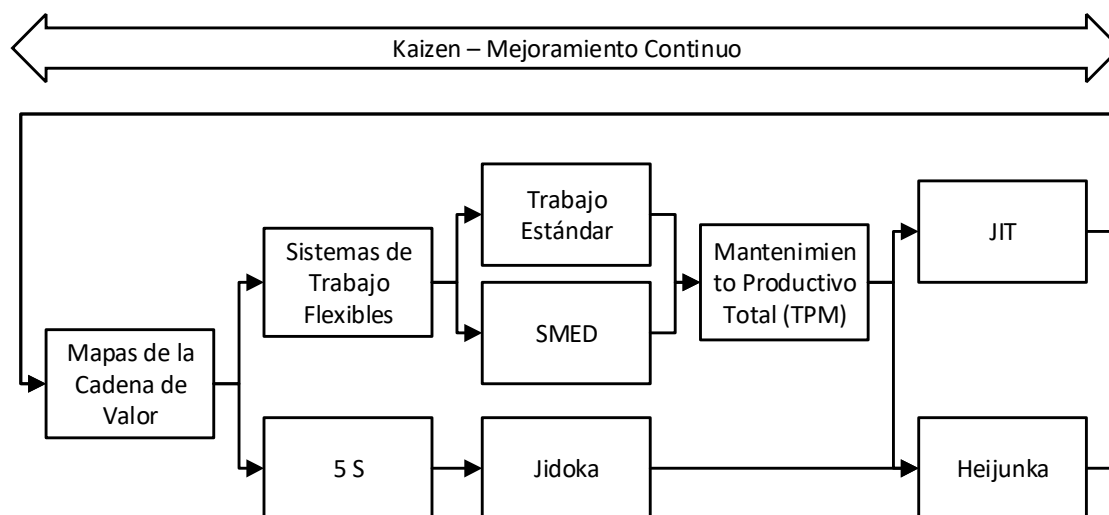 Kaizen – Mejoramiento Continuo
Trabajo
Estándar
JIT
Sistemas de
Trabajo
Flexibles
Mantenimien
to Productivo
Total (TPM)
SMED
Mapas de la
Cadena de
Valor
5 S
Jidoka
Heijunka